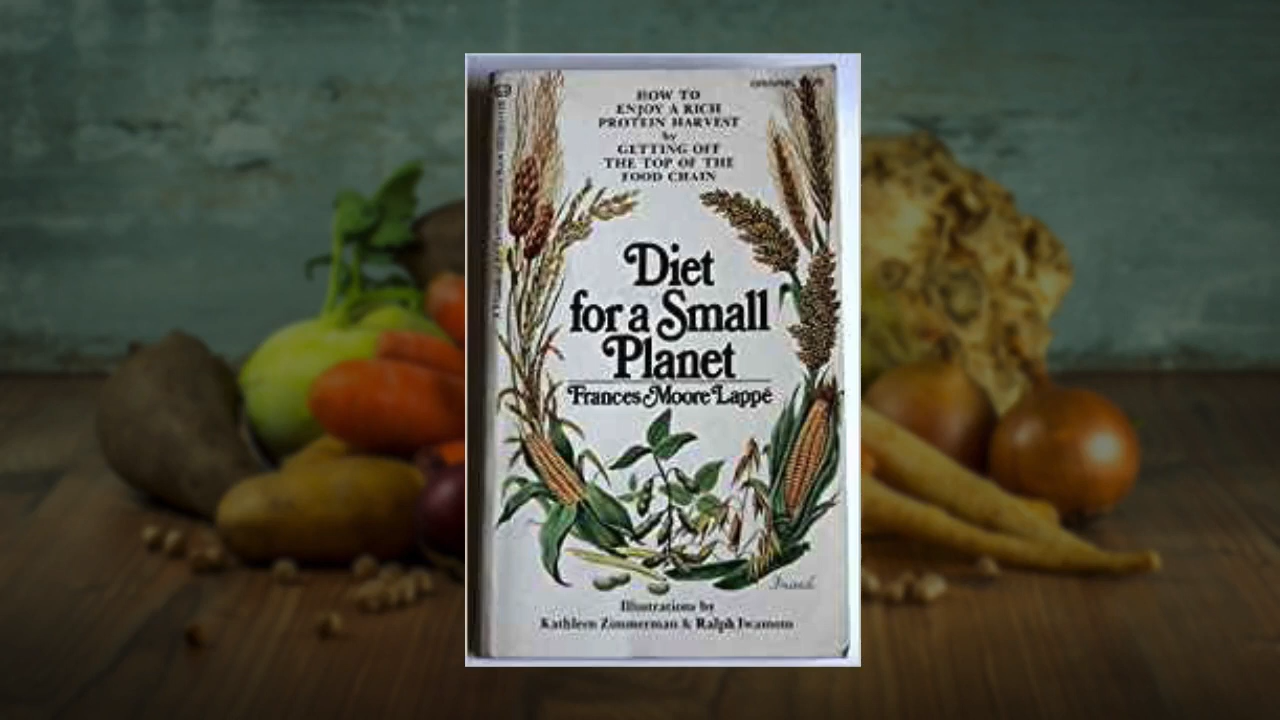 HOW TO
ENJOY A RICH
PROTEIN HARVEST
by
GETTING OFF
THE TOP OF THE
FOOD CHAIN
Diet
for a Small
Planet
Frances Moore Lappé
Illustrations by
Kathleen Zimmerman & Ralph Iwamoto